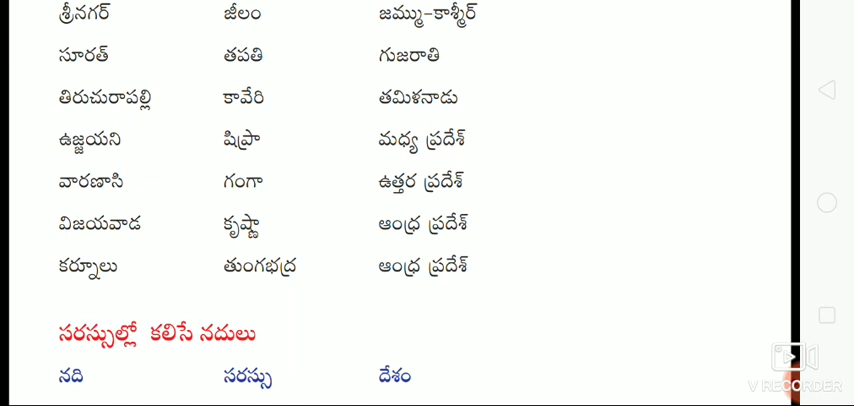 శ్రీనగర్ జీలం జమ్ము-కాశ్మీర్
సూరత్ తపతి గుజరాతి
తిరుచురాపల్లి కావేరి తమిళనాడు
ఉజ్జయని షిప్రా మధ్య ప్రదేశ్
వారణాసి గంగా ఉత్తర ప్రదేశ్
విజయవాడ కృష్ణా ఆంధ్ర ప్రదేశ్
కర్నూలు తుంగభద్ర ఆంధ్ర ప్రదేశ్
సరస్సుల్లో కలిసే నదులు
నది సరస్సు దేశం
V RECORDER